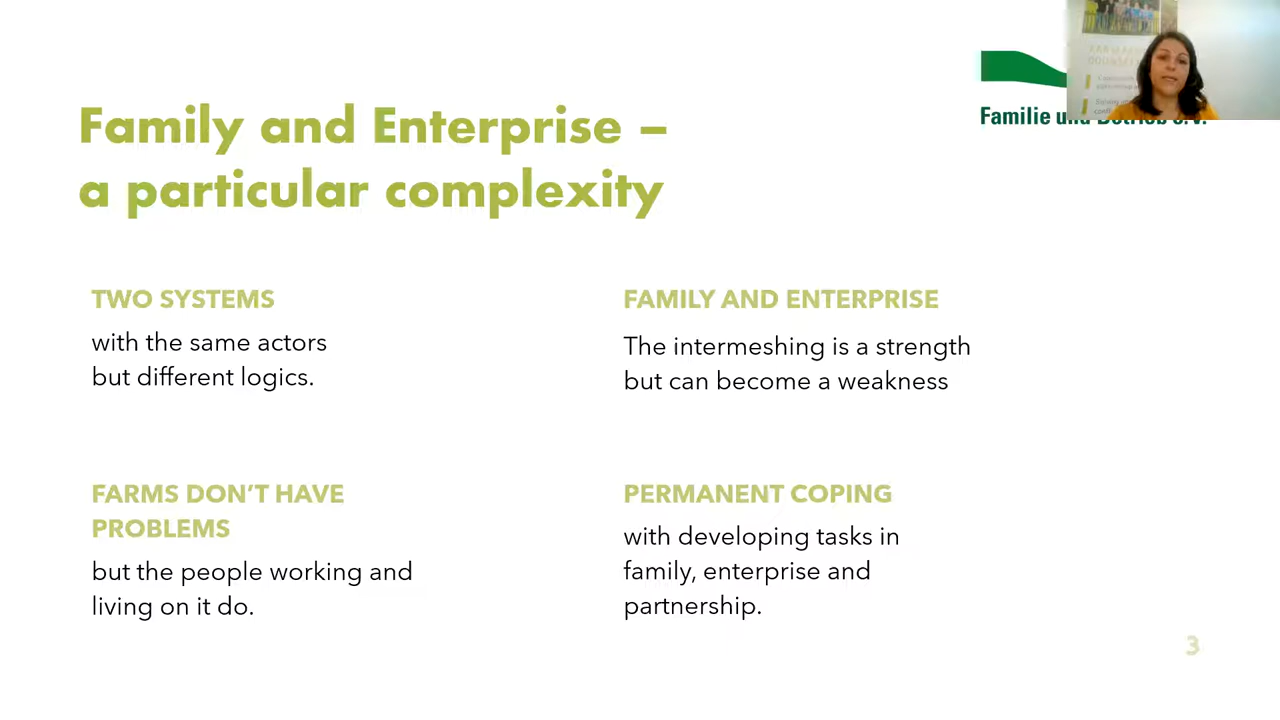 Family and Enterprise –
a particular complexity
Familie
TWO SYSTEMS
with the same actors
but different logics.
FAMILY AND ENTERPRISE
The intermeshing is a strength
but can become a weakness
FARMS DON’T HAVE
PROBLEMS
but the people working and
living on it do.
PERMANENT COPING
with developing tasks in
family, enterprise and
partnership.
3